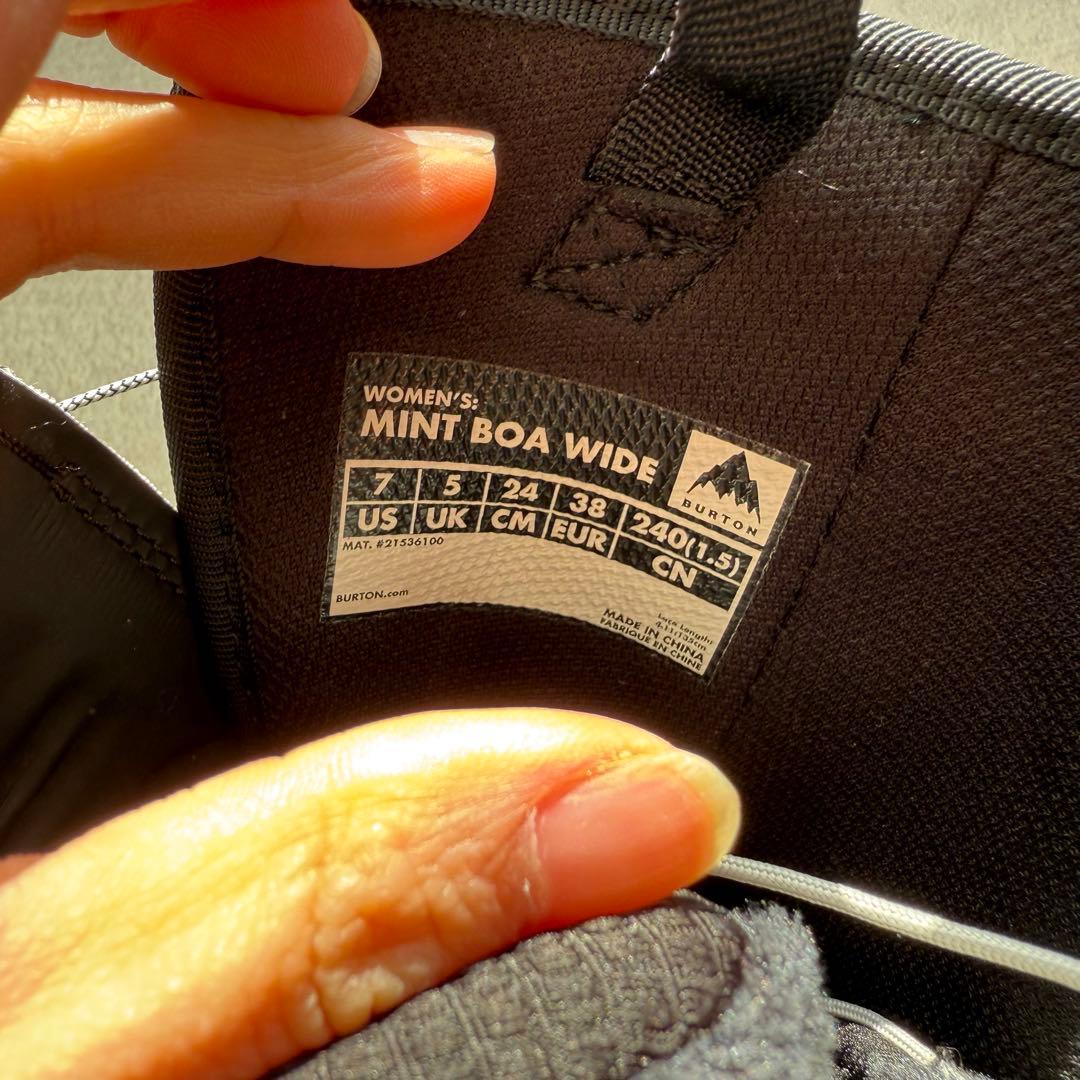 WOMEN'S:
MINT BOA WIDE
BURTON
7 5 24 38 240(1.5)
US UK CM EUR CN
MAT. #21536100
BURTON.com
MADE IN CHINA
FABRIQUE EN CHINE